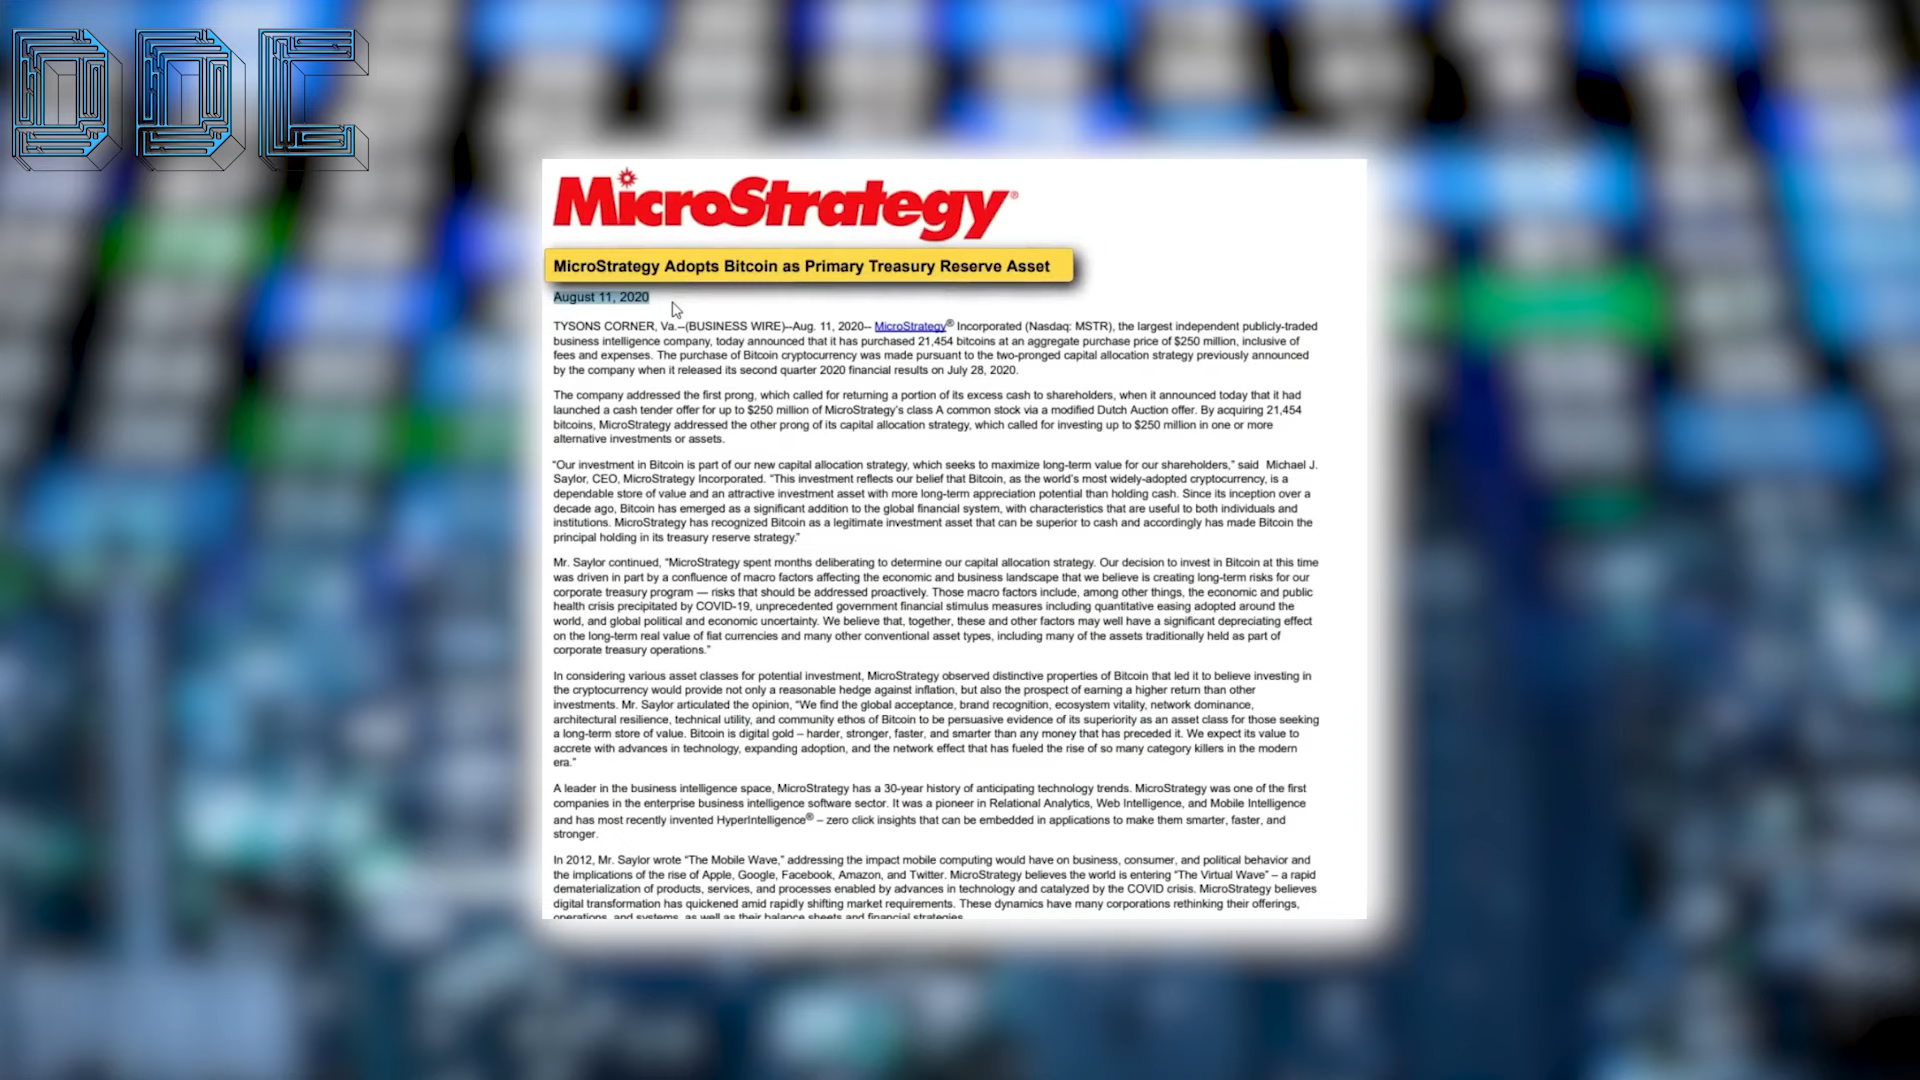 DDC
MicroStrategy®
MicroStrategy Adopts Bitcoin as Primary Treasury Reserve Asset
August 11, 2020
TYSONS CORNER, Va.--(BUSINESS WIRE)--Aug. 11, 2020-- MicroStrategy® Incorporated (Nasdaq: MSTR), the largest independent publicly-traded
business intelligence company, today announced that it has purchased 21,454 bitcoins at an aggregate purchase price of $250 million, inclusive of
fees and expenses. The purchase of Bitcoin cryptocurrency was made pursuant to the two-pronged capital allocation strategy previously announced
by the company when it released its second quarter 2020 financial results on July 28, 2020.
The company addressed the first prong, which called for returning a portion of its excess cash to shareholders, when it announced today that it had
launched a cash tender offer for up to $250 million of MicroStrategy's class A common stock via a modified Dutch Auction offer. By acquiring 21,454
bitcoins, MicroStrategy addressed the other prong of its capital allocation strategy, which called for investing up to $250 million in one or more
alternative investments or assets.
“Our investment in Bitcoin is part of our new capital allocation strategy, which seeks to maximize long-term value for our shareholders,” said Michael J.
Saylor, CEO, MicroStrategy Incorporated. “This investment reflects our belief that Bitcoin, as the world's most widely-adopted cryptocurrency, is a
dependable store of value and an attractive investment asset with more long-term appreciation potential than holding cash. Since its inception over a
decade ago, Bitcoin has emerged as a significant addition to the global financial system, with characteristics that are useful to both individuals and
institutions. MicroStrategy has recognized Bitcoin as a legitimate investment asset that can be superior to cash and accordingly has made Bitcoin the
principal holding in its treasury reserve strategy.”
Mr. Saylor continued, “MicroStrategy spent months deliberating to determine our capital allocation strategy. Our decision to invest in Bitcoin at this time
was driven in part by a confluence of macro factors affecting the economic and business landscape that we believe is creating long-term risks for our
corporate treasury program — risks that should be addressed proactively. Those macro factors include, among other things, the economic and public
health crisis precipitated by COVID-19, unprecedented government financial stimulus measures including quantitative easing adopted around the
world, and global political and economic uncertainty. We believe that, together, these and other factors may well have a significant depreciating effect
on the long-term real value of fiat currencies and many other conventional asset types, including many of the assets traditionally held as part of
corporate treasury operations.”
In considering various asset classes for potential investment, MicroStrategy observed distinctive properties of Bitcoin that led it to believe investing in
the cryptocurrency would provide not only a reasonable hedge against inflation, but also the prospect of earning a higher return than other
investments. Mr. Saylor articulated the opinion, “We find the global acceptance, brand recognition, ecosystem vitality, network dominance,
architectural resilience, technical utility, and community ethos of Bitcoin to be persuasive evidence of its superiority as an asset class for those seeking
a long-term store of value. Bitcoin is digital gold – harder, stronger, faster, and smarter than any money that has preceded it. We expect its value to
accrete with advances in technology, expanding adoption, and the network effect that has fueled the rise of so many category killers in the modern
era.”
A leader in the business intelligence space, MicroStrategy has a 30-year history of anticipating technology trends. MicroStrategy was one of the first
companies in the enterprise business intelligence software sector. It was a pioneer in Relational Analytics, Web Intelligence, and Mobile Intelligence
and has most recently invented HyperIntelligence® – zero click insights that can be embedded in applications to make them smarter, faster, and
stronger.
In 2012, Mr. Saylor wrote “The Mobile Wave,” addressing the impact mobile computing would have on business, consumer, and political behavior and
the implications of the rise of Apple, Google, Facebook, Amazon, and Twitter. MicroStrategy believes the world is entering “The Virtual Wave” – a rapid
dematerialization of products, services, and processes enabled by advances in technology and catalyzed by the COVID crisis. MicroStrategy believes
digital transformation has quickened amid rapidly shifting market requirements. These dynamics have many corporations rethinking their offerings,
operations, and systems, as well as their balance sheets and financial strategies.